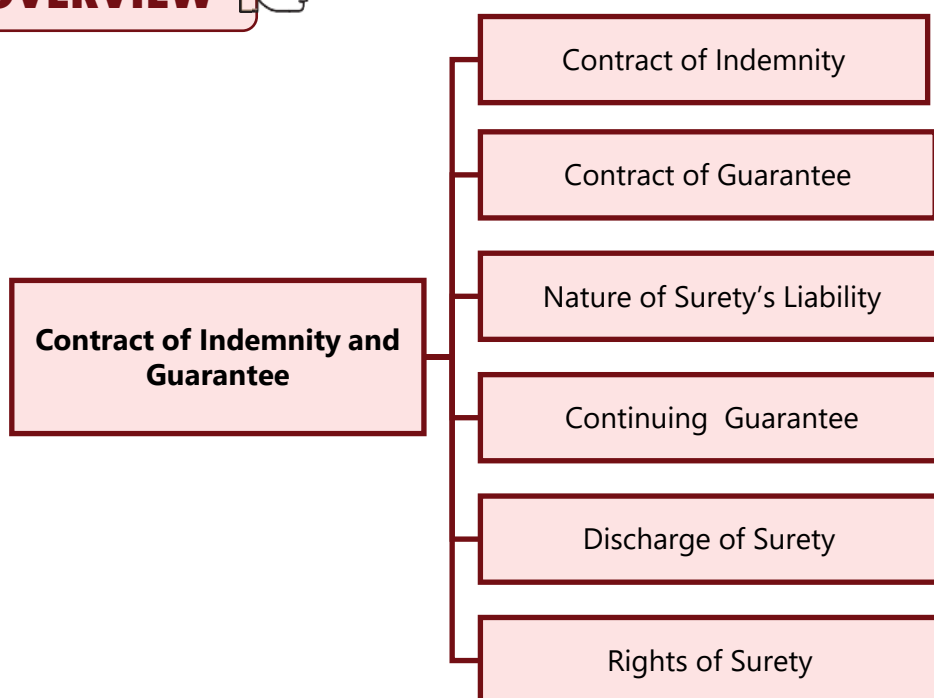 OVERVIEW
Contract of Indemnity
Contract of Guarantee
Nature of Surety’s Liability
Contract of Indemnity and
Guarantee
Continuing  Guarantee
Discharge of Surety
Rights of Surety